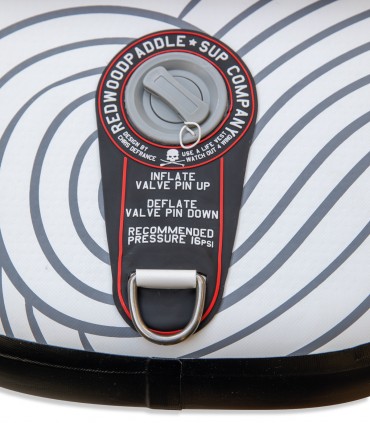 REDWOODPADDLE ★ SUP COMPANY
DESIGN BY
CHRIS DEFRANCE
USE A LIFE VEST
WATCH OUT 4 WIND
INFLATE
VALVE PIN UP
DEFLATE
VALVE PIN DOWN
RECOMMENDED
PRESSURE 16PSI